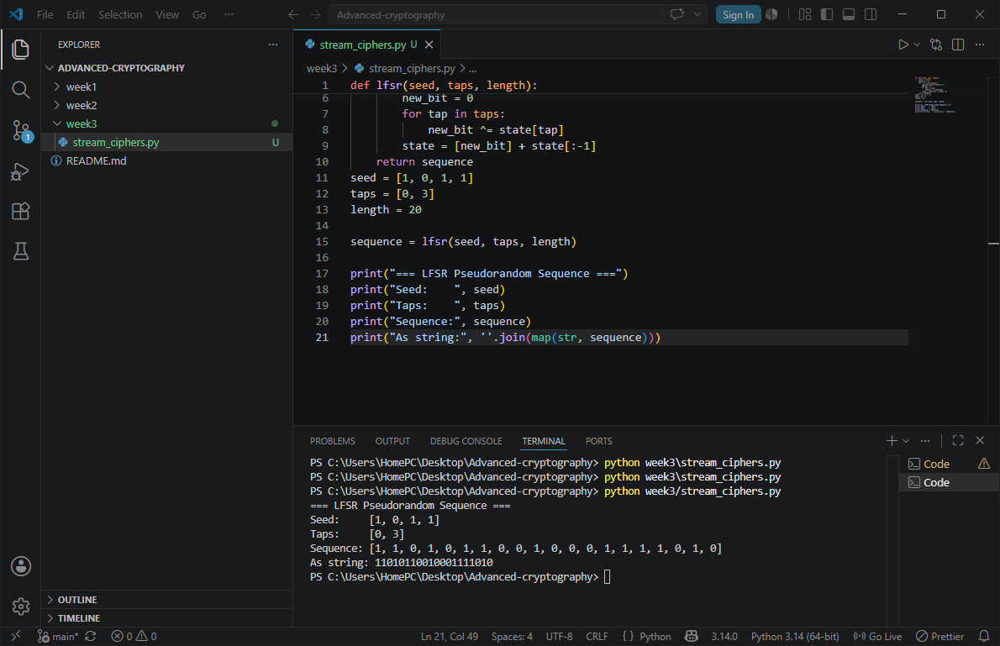 File Edit Selection View Go ··· Advanced-cryptography Sign In
EXPLORER ···
ADVANCED-CRYPTOGRAPHY
week1
week2
week3
stream_ciphers.py U
README.md
1
OUTLINE
TIMELINE
stream_ciphers.py U
week3 > stream_ciphers.py > ...
1 def lfsr(seed, taps, length):
6 new_bit = 0
7 for tap in taps:
8 new_bit ^= state[tap]
9 state = [new_bit] + state[:-1]
10 return sequence
11 seed = [1, 0, 1, 1]
12 taps = [0, 3]
13 length = 20
14
15 sequence = lfsr(seed, taps, length)
16
17 print("=== LFSR Pseudorandom Sequence ===")
18 print("Seed:    ", seed)
19 print("Taps:    ", taps)
20 print("Sequence:", sequence)
21 print("As string:", ''.join(map(str, sequence)))
PROBLEMS OUTPUT DEBUG CONSOLE TERMINAL PORTS
PS C:\Users\HomePC\Desktop\Advanced-cryptography> python week3\stream_ciphers.py
PS C:\Users\HomePC\Desktop\Advanced-cryptography> python week3\stream_ciphers.py
PS C:\Users\HomePC\Desktop\Advanced-cryptography> python week3/stream_ciphers.py
=== LFSR Pseudorandom Sequence ===
Seed:     [1, 0, 1, 1]
Taps:     [0, 3]
Sequence: [1, 1, 0, 1, 0, 1, 1, 0, 0, 1, 0, 0, 0, 1, 1, 1, 1, 0, 1, 0]
As string: 11010110010001111010
PS C:\Users\HomePC\Desktop\Advanced-cryptography>
Code
Code
main* 0 0 Ln 21, Col 49 Spaces: 4 UTF-8 CRLF { } Python 3.14.0 Python 3.14 (64-bit) Go Live Prettier